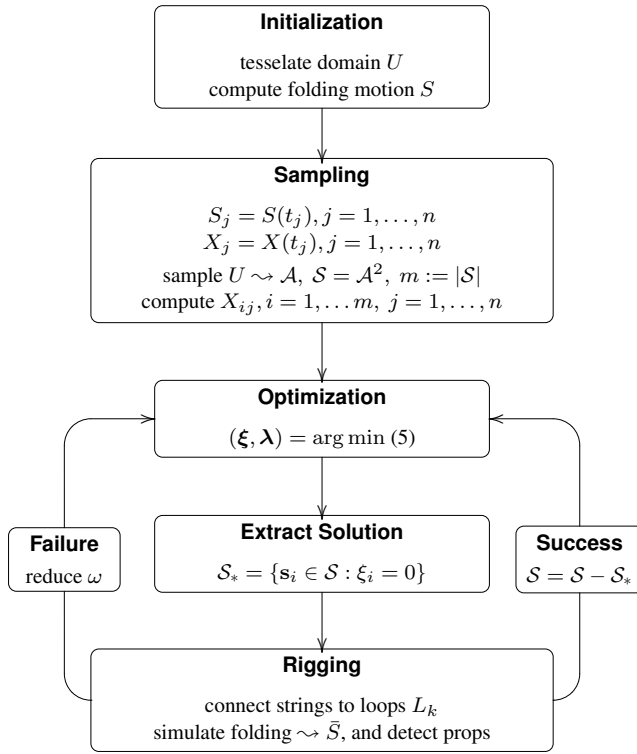 Initialization
tesselate domain U
compute folding motion S
Sampling
S_j = S(t_j), j = 1, . . . , n
X_j = X(t_j), j = 1, . . . , n
sample U ⇝ 𝒜, 𝒮 = 𝒜², m := |𝒮|
compute X_{ij}, i = 1, . . . m, j = 1, . . . , n
Optimization
(ξ, λ) = arg min (5)
Failure
reduce ω
Extract Solution
𝒮_* = {s_i ∈ 𝒮 : ξ_i = 0}
Success
𝒮 = 𝒮 − 𝒮_*
Rigging
connect strings to loops L_k
simulate folding ⇝ S̄, and detect props